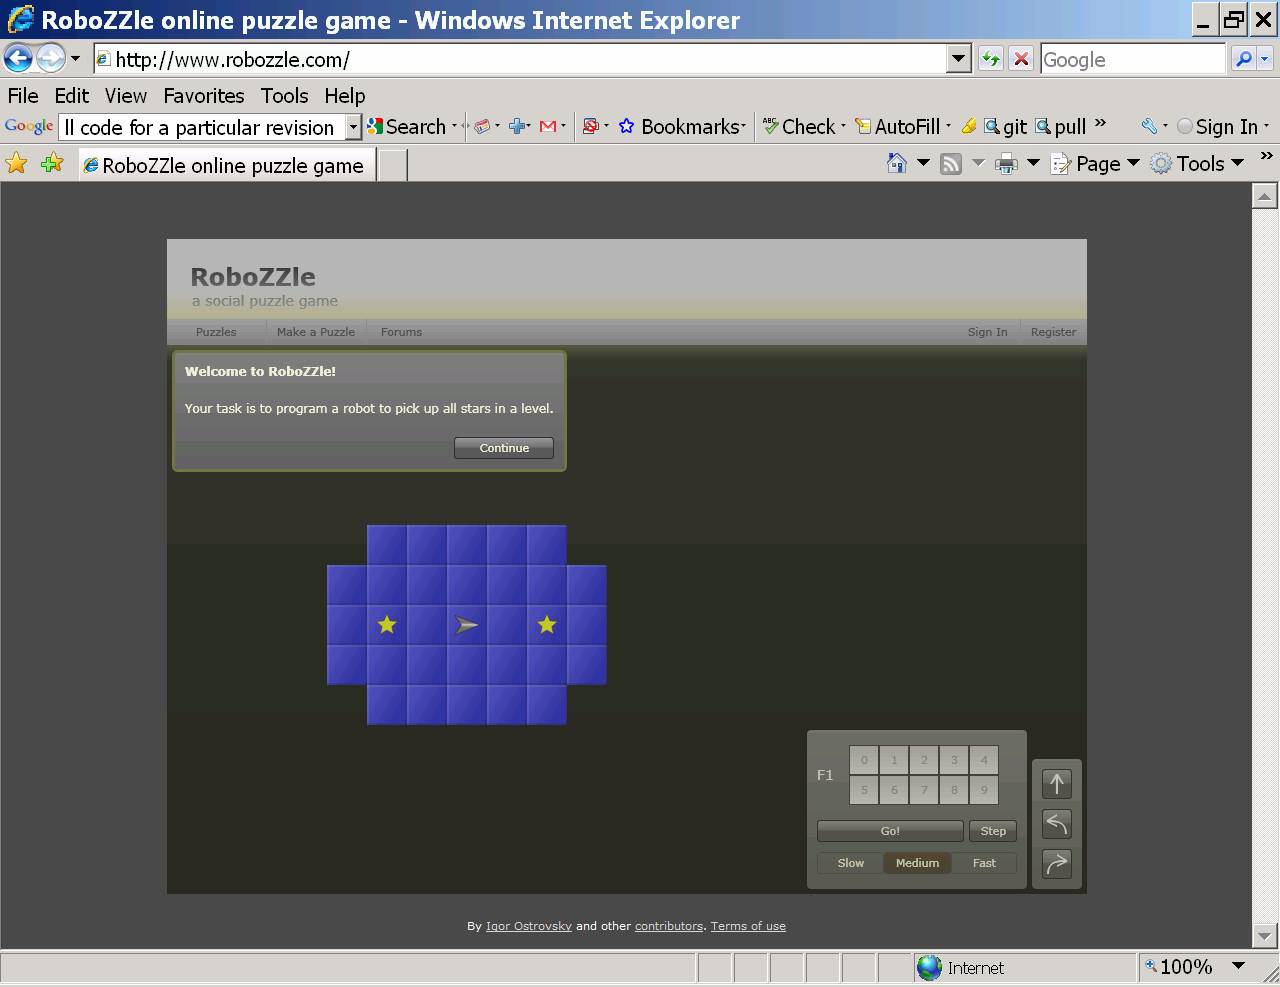 RoboZZle online puzzle game - Windows Internet Explorer
http://www.robozzle.com/
Google
File Edit View Favorites Tools Help
Google ll code for a particular revision Search Bookmarks Check AutoFill git pull » Sign In
RoboZZle online puzzle game Page Tools »
RoboZZle
a social puzzle game
Puzzles Make a Puzzle Forums Sign In Register
Welcome to RoboZZle!
Your task is to program a robot to pick up all stars in a level.
Continue
F1
0 1 2 3 4
5 6 7 8 9
Go! Step
Slow Medium Fast
By Igor Ostrovsky and other contributors. Terms of use
Internet 100%